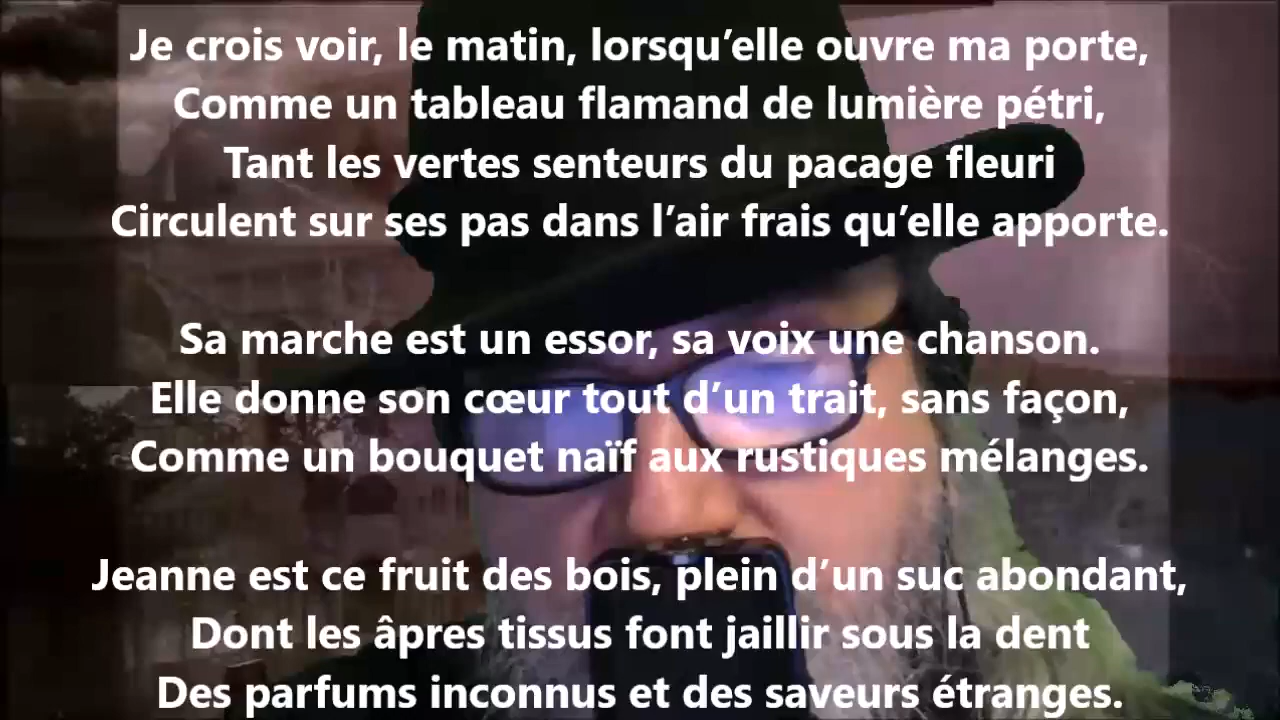 Je crois voir, le matin, lorsqu’elle ouvre ma porte,
Comme un tableau flamand de lumière pétri,
Tant les vertes senteurs du pacage fleuri
Circulent sur ses pas dans l’air frais qu’elle apporte.
Sa marche est un essor, sa voix une chanson.
Elle donne son cœur tout d’un trait, sans façon,
Comme un bouquet naïf aux rustiques mélanges.
Jeanne est ce fruit des bois, plein d’un suc abondant,
Dont les âpres tissus font jaillir sous la dent
Des parfums inconnus et des saveurs étranges.